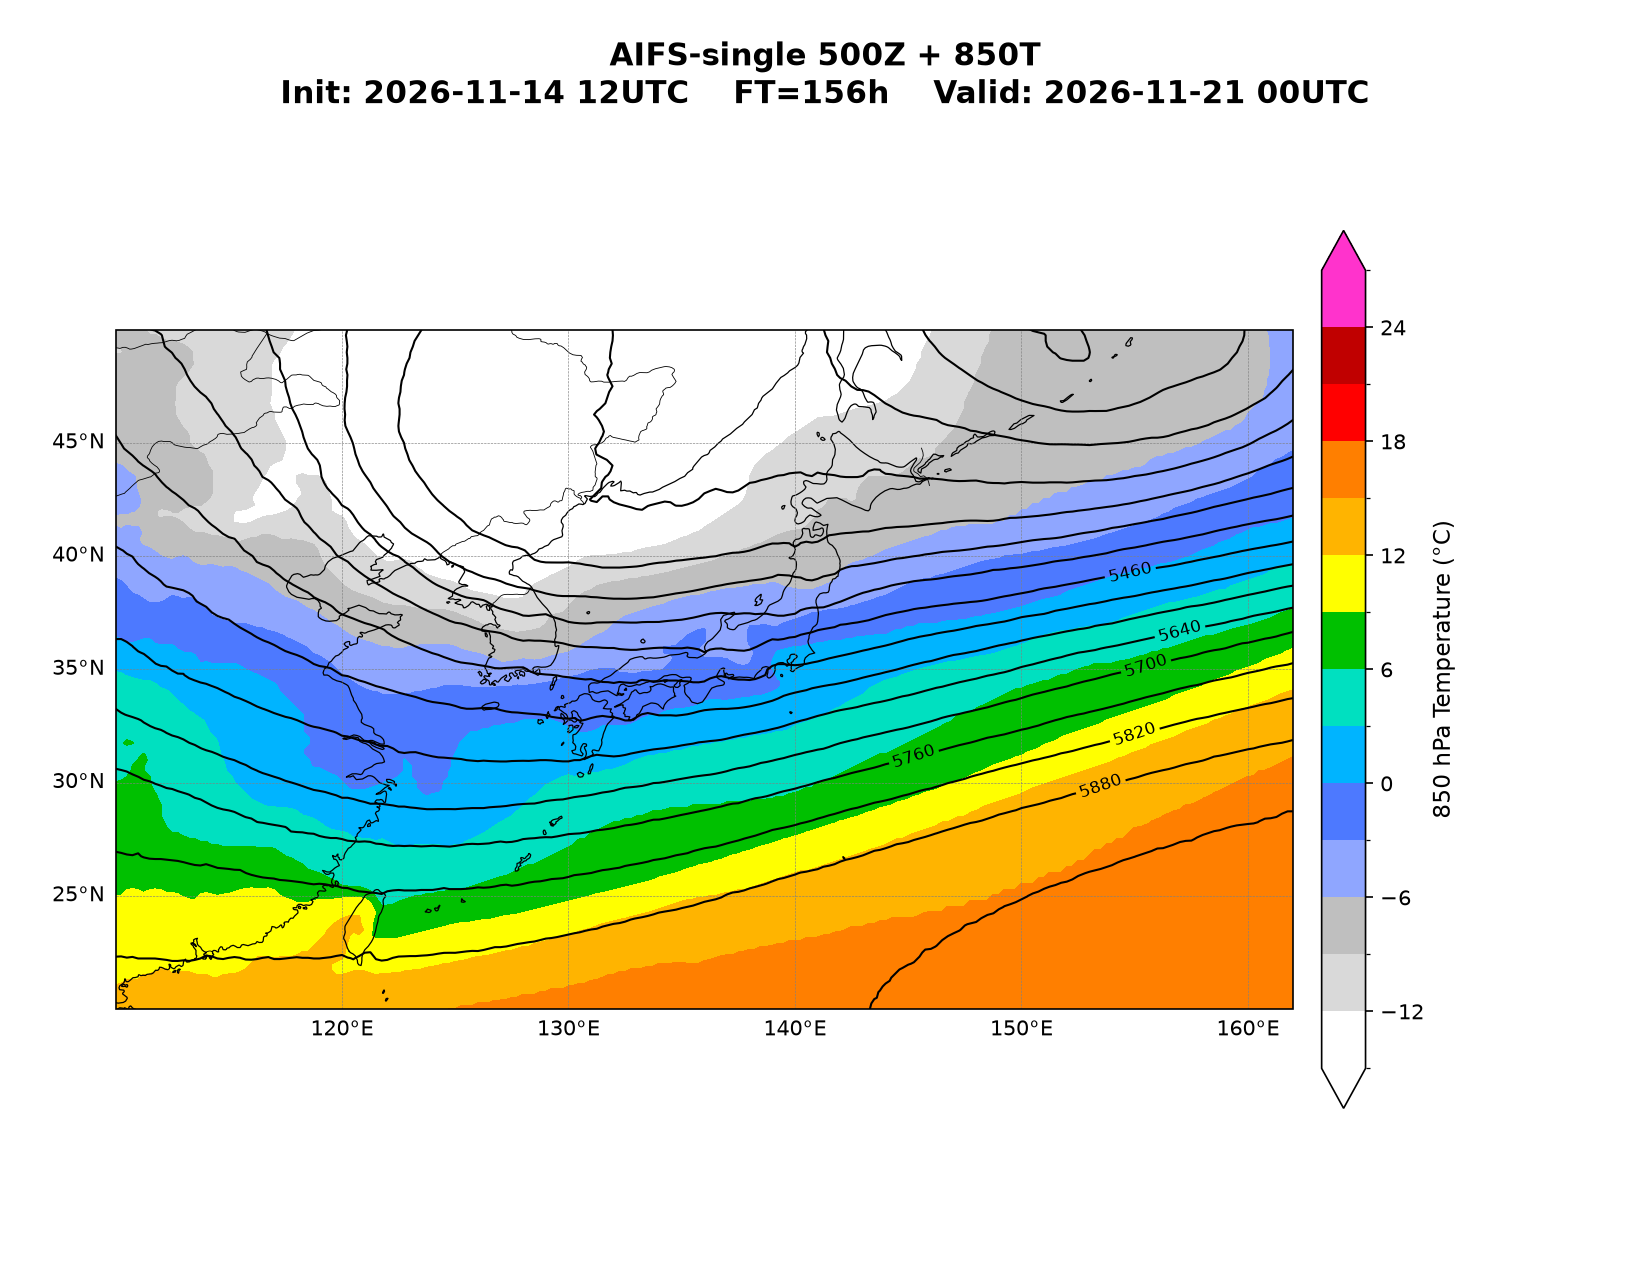 AIFS-single 500Z + 850T
Init: 2026-11-14 12UTC    FT=156h    Valid: 2026-11-21 00UTC
45°N
40°N
35°N
30°N
25°N
120°E
130°E
140°E
150°E
160°E
5460
5640
5700
5760
5820
5880
24
18
12
6
0
−6
−12
850 hPa Temperature (°C)